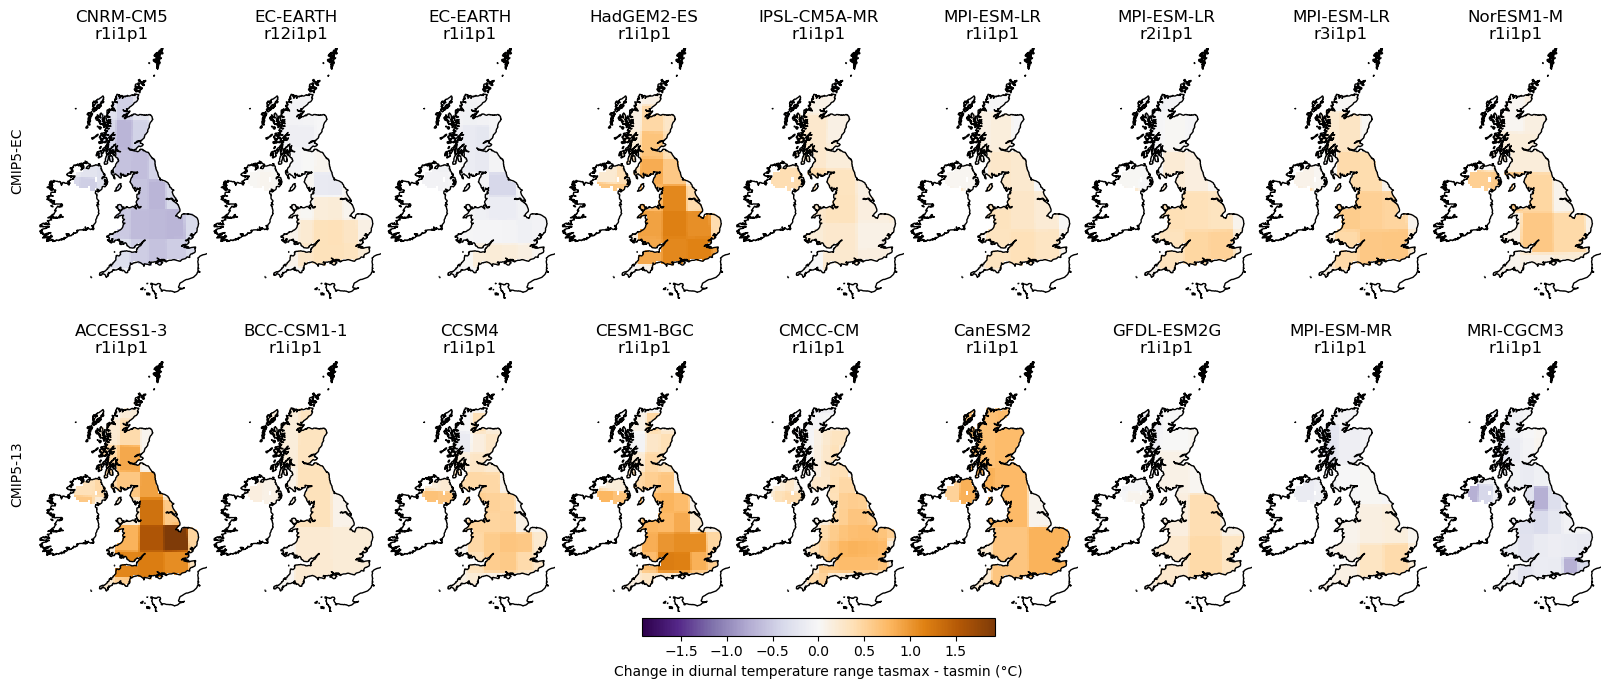 CNRM-CM5 EC-EARTH EC-EARTH HadGEM2-ES IPSL-CM5A-MR MPI-ESM-LR MPI-ESM-LR MPI-ESM-LR NorESM1-M
r1i1p1 r12i1p1 r1i1p1 r1i1p1 r1i1p1 r1i1p1 r2i1p1 r3i1p1 r1i1p1
CMIP5-EC
ACCESS1-3 BCC-CSM1-1 CCSM4 CESM1-BGC CMCC-CM CanESM2 GFDL-ESM2G MPI-ESM-MR MRI-CGCM3
r1i1p1 r1i1p1 r1i1p1 r1i1p1 r1i1p1 r1i1p1 r1i1p1 r1i1p1 r1i1p1
CMIP5-13
−1.5 −1.0 −0.5 0.0 0.5 1.0 1.5
Change in diurnal temperature range tasmax - tasmin (°C)